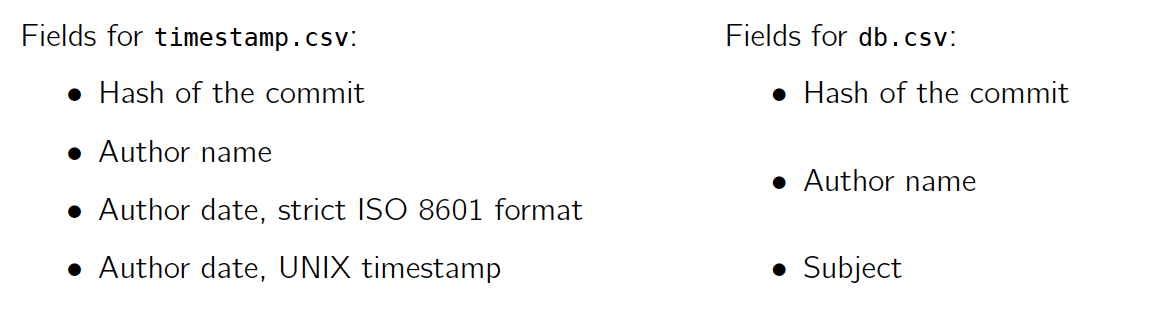 Fields for timestamp.csv:
• Hash of the commit
• Author name
• Author date, strict ISO 8601 format
• Author date, UNIX timestamp
Fields for db.csv:
• Hash of the commit
• Author name
• Subject